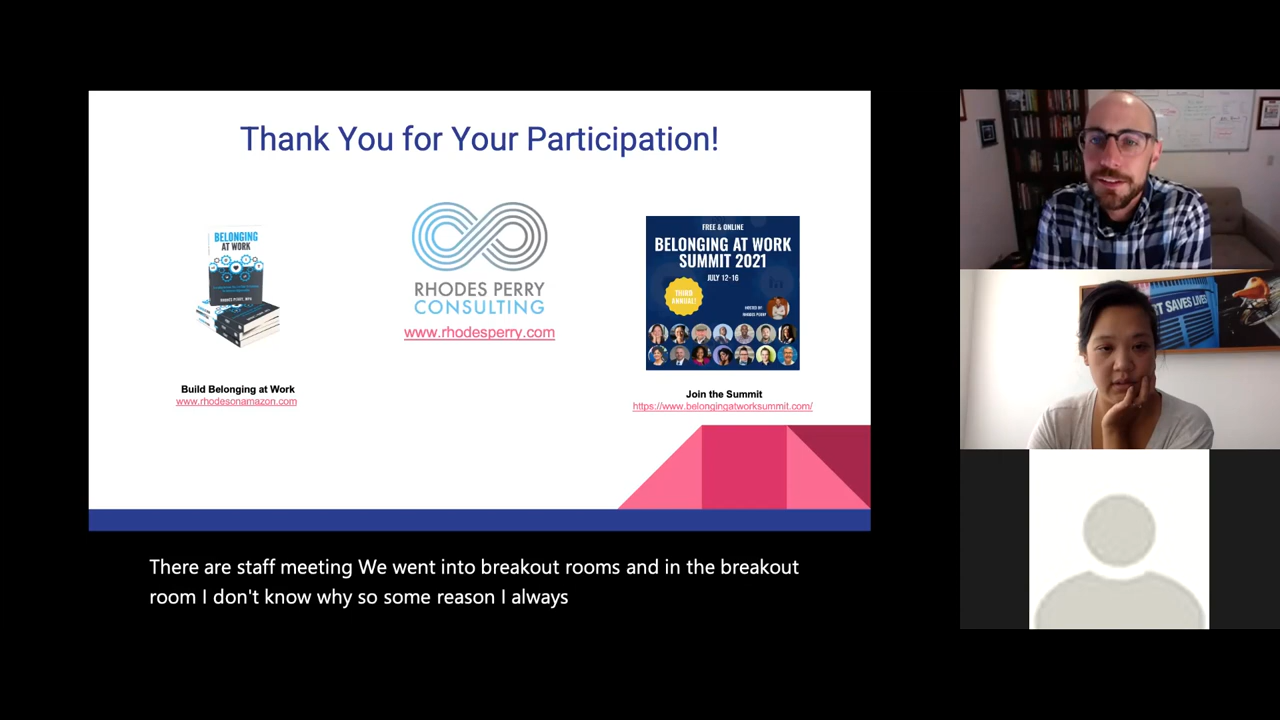 Thank You for Your Participation!
BELONGING
AT WORK
RHODES PERRY
CONSULTING
www.rhodesperry.com
Build Belonging at Work
www.rhodesonamazon.com
FREE & ONLINE
BELONGING AT WORK
SUMMIT 2021
JULY 12-16
THIRD
ANNUAL!
HOSTED BY:
RHODES PERRY
Join the Summit
https://www.belongingatworksummit.com/
RT SAVES LIVES
There are staff meeting We went into breakout rooms and in the breakout
room I don't know why so some reason I always